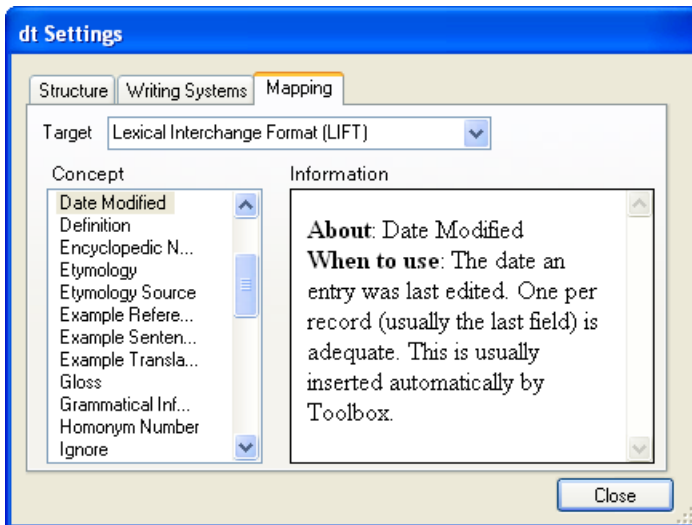 dt Settings
Structure Writing Systems Mapping
Target Lexical Interchange Format (LIFT)
Concept
Date Modified
Definition
Encyclopedic N...
Etymology
Etymology Source
Example Refere...
Example Senten...
Example Transla...
Gloss
Grammatical Inf...
Homonym Number
Ignore
Information
About: Date Modified
When to use: The date an
entry was last edited. One per
record (usually the last field) is
adequate. This is usually
inserted automatically by
Toolbox.
Close